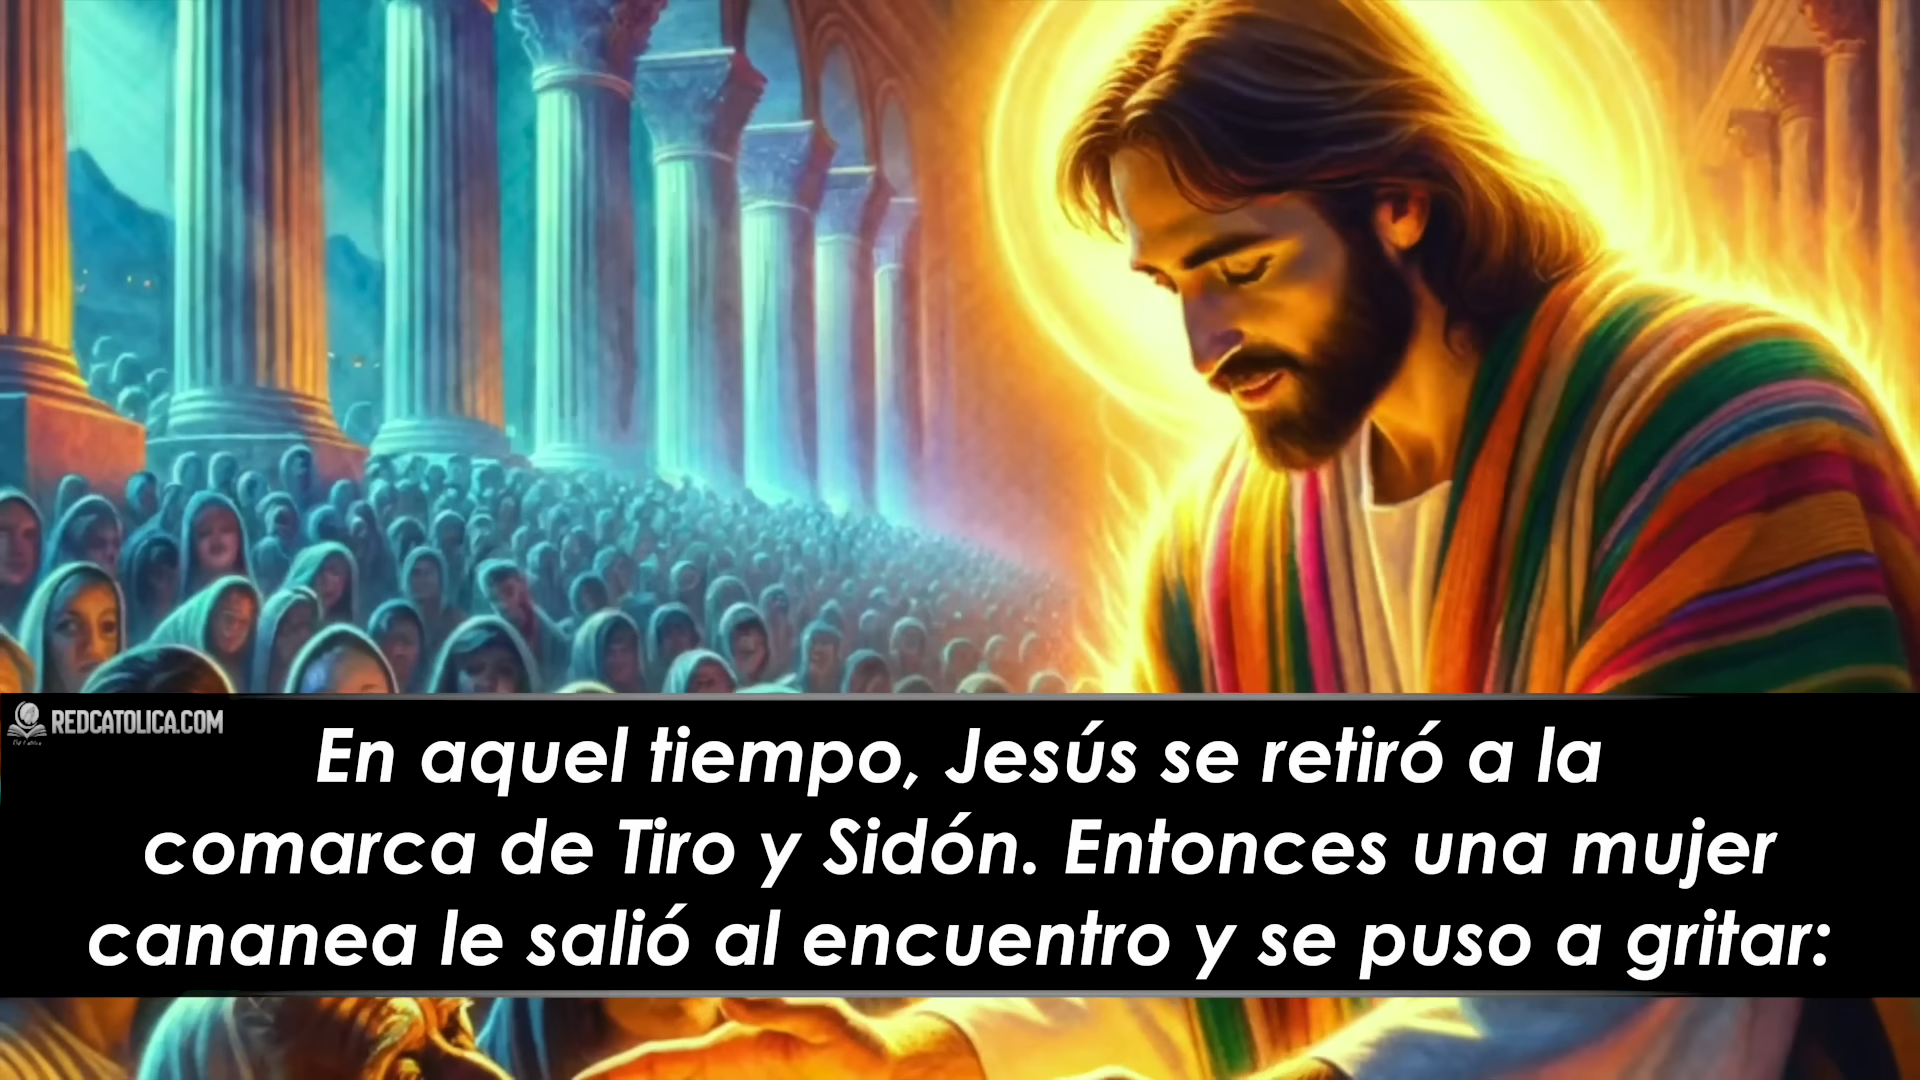 REDCATOLICA.COM
En aquel tiempo, Jesús se retiró a la
comarca de Tiro y Sidón. Entonces una mujer
cananea le salió al encuentro y se puso a gritar: